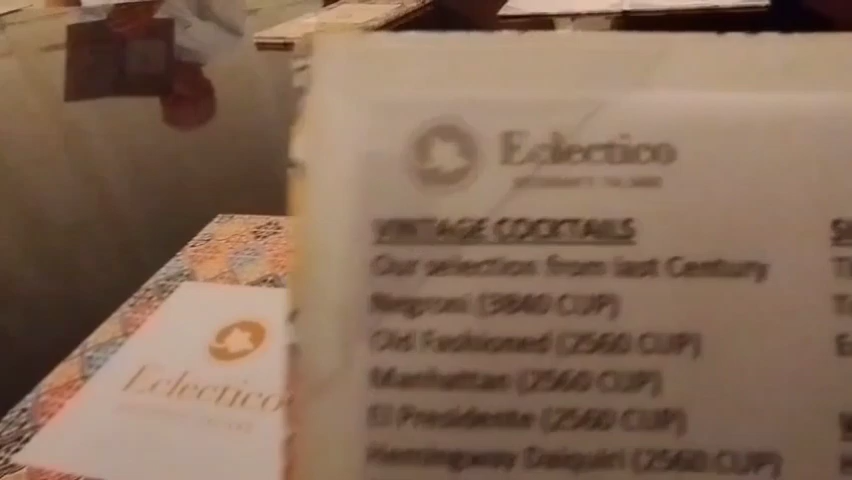 Eclectico
VINTAGE COCKTAILS
Our selection from last Century
Negroni (3840 CUP)
Old Fashioned (2560 CUP)
Manhattan (2560 CUP)
El Presidente (2560 CUP)
Hemingway Daiquiri (2560 CUP)
Eclectico